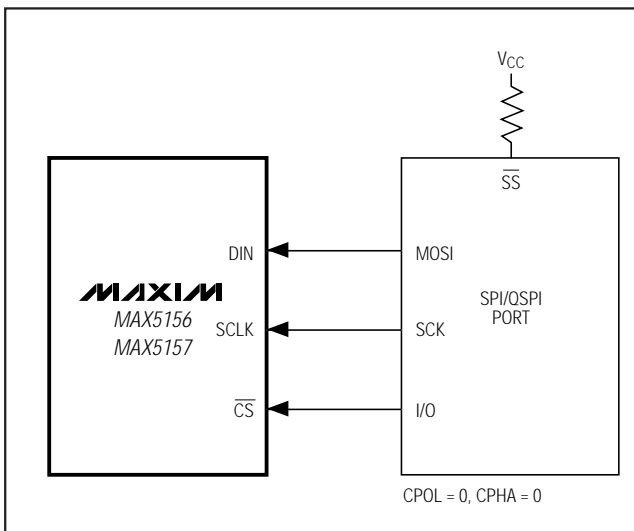 VCC
SS
DIN
MOSI
MAXIM
MAX5156
MAX5157
SCLK
SCK
SPI/QSPI
PORT
CS
I/O
CPOL = 0, CPHA = 0